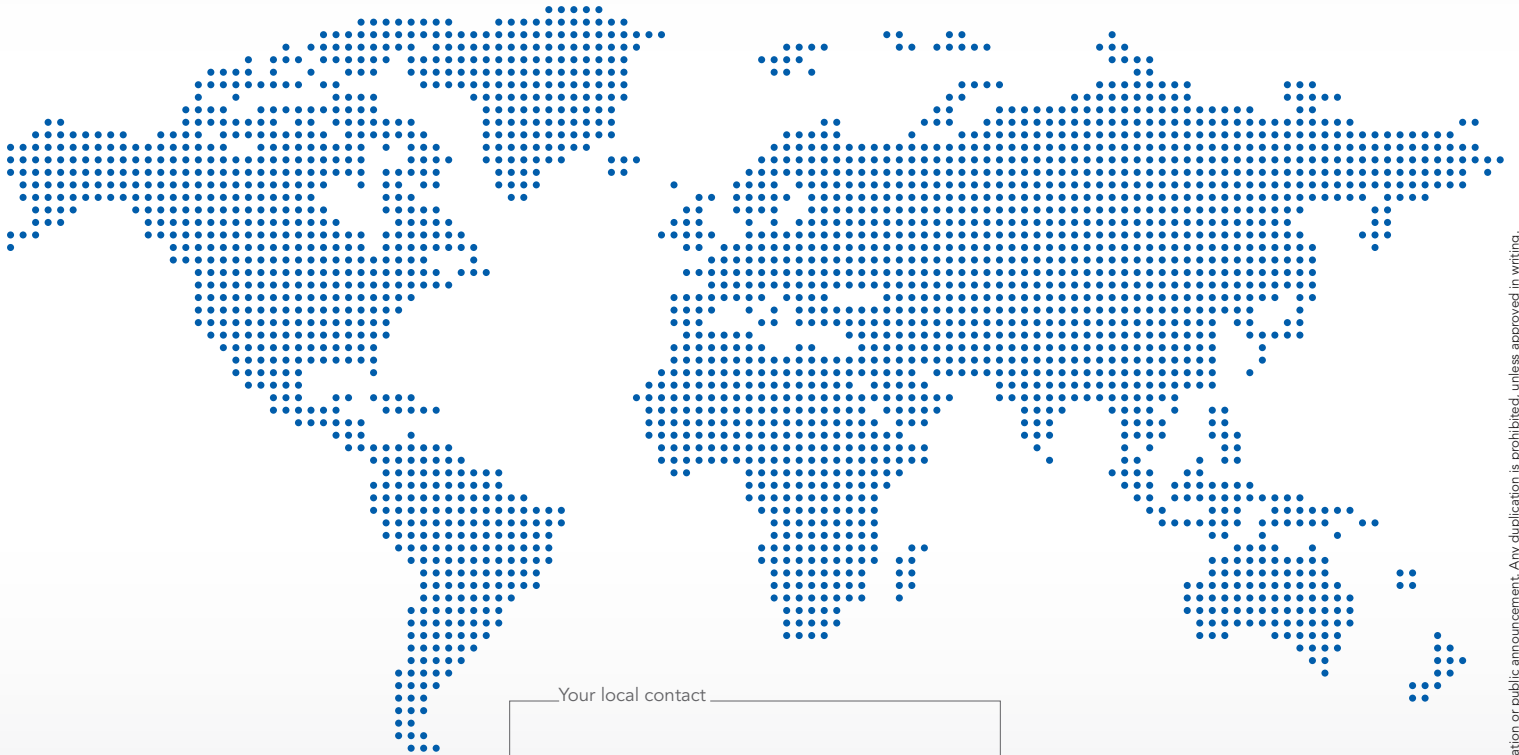 Your local contact
ation or public announcement. Any duplication is prohibited, unless approved in writing.